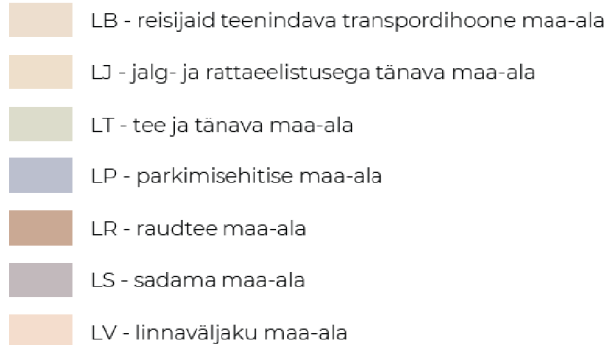 LB - reisijaid teenindava transpordihoone maa-ala
LJ - jalg- ja rattaeelistusega tänava maa-ala
LT - tee ja tänava maa-ala
LP - parkimisehitise maa-ala
LR - raudtee maa-ala
LS - sadama maa-ala
LV - linnaväljaku maa-ala